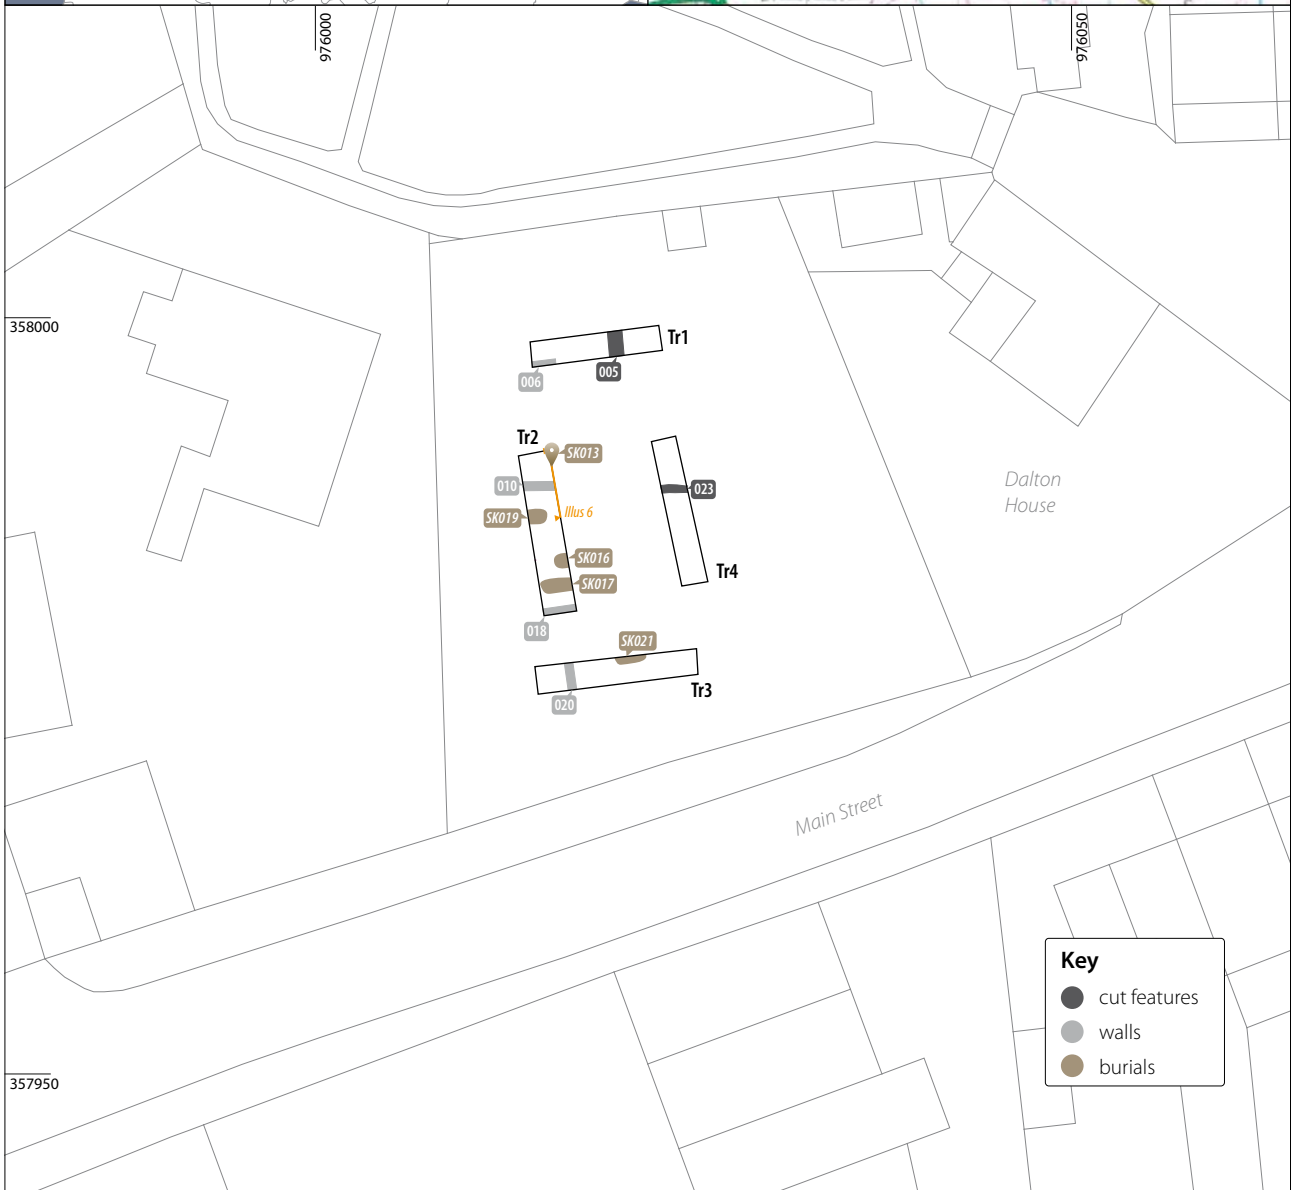 976000
976050
358000
Tr1
006
005
Tr2
SK013
010
023
SK019
Illus 6
Dalton
House
SK016
Tr4
SK017
018
SK021
Tr3
020
Main Street
Key
cut features
walls
burials
357950